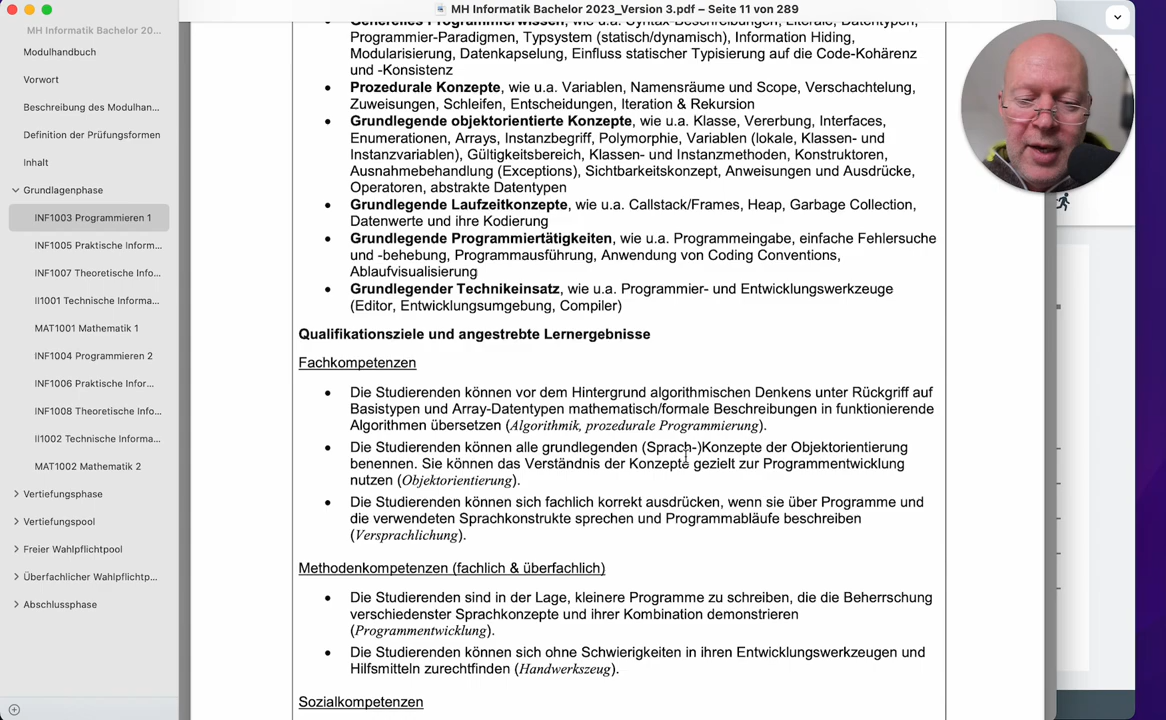 MH Informatik Bachelor 2023_Version 3.pdf – Seite 11 von 289
MH Informatik Bachelor 20...
Modulhandbuch
Vorwort
Beschreibung des Modulhan...
Definition der Prüfungsformen
Inhalt
Grundlagenphase
INF1003 Programmieren 1
INF1005 Praktische Inform...
INF1007 Theoretische Info...
II1001 Technische Informa...
MAT1001 Mathematik 1
INF1004 Programmieren 2
INF1006 Praktische Infor...
INF1008 Theoretische Info...
II1002 Technische Informa...
MAT1002 Mathematik 2
Vertiefungsphase
Vertiefungspool
Freier Wahlpflichtpool
Überfachlicher Wahlpflichtp...
Abschlussphase
Generelles Programmierwissen, wie u.a. Syntax-Beschreibungen, Literale, Datentypen,
Programmier-Paradigmen, Typsystem (statisch/dynamisch), Information Hiding,
Modularisierung, Datenkapselung, Einfluss statischer Typisierung auf die Code-Kohärenz
und -Konsistenz
• Prozedurale Konzepte, wie u.a. Variablen, Namensräume und Scope, Verschachtelung,
Zuweisungen, Schleifen, Entscheidungen, Iteration & Rekursion
• Grundlegende objektorientierte Konzepte, wie u.a. Klasse, Vererbung, Interfaces,
Enumerationen, Arrays, Instanzbegriff, Polymorphie, Variablen (lokale, Klassen- und
Instanzvariablen), Gültigkeitsbereich, Klassen- und Instanzmethoden, Konstruktoren,
Ausnahmebehandlung (Exceptions), Sichtbarkeitskonzept, Anweisungen und Ausdrücke,
Operatoren, abstrakte Datentypen
• Grundlegende Laufzeitkonzepte, wie u.a. Callstack/Frames, Heap, Garbage Collection,
Datenwerte und ihre Kodierung
• Grundlegende Programmiertätigkeiten, wie u.a. Programmeingabe, einfache Fehlersuche
und -behebung, Programmausführung, Anwendung von Coding Conventions,
Ablaufvisualisierung
• Grundlegender Technikeinsatz, wie u.a. Programmier- und Entwicklungswerkzeuge
(Editor, Entwicklungsumgebung, Compiler)
Qualifikationsziele und angestrebte Lernergebnisse
Fachkompetenzen
• Die Studierenden können vor dem Hintergrund algorithmischen Denkens unter Rückgriff auf
Basistypen und Array-Datentypen mathematisch/formale Beschreibungen in funktionierende
Algorithmen übersetzen (Algorithmik, prozedurale Programmierung).
• Die Studierenden können alle grundlegenden (Sprach-)Konzepte der Objektorientierung
benennen. Sie können das Verständnis der Konzepte gezielt zur Programmentwicklung
nutzen (Objektorientierung).
• Die Studierenden können sich fachlich korrekt ausdrücken, wenn sie über Programme und
die verwendeten Sprachkonstrukte sprechen und Programmabläufe beschreiben
(Versprachlichung).
Methodenkompetenzen (fachlich & überfachlich)
• Die Studierenden sind in der Lage, kleinere Programme zu schreiben, die die Beherrschung
verschiedenster Sprachkonzepte und ihrer Kombination demonstrieren
(Programmentwicklung).
• Die Studierenden können sich ohne Schwierigkeiten in ihren Entwicklungswerkzeugen und
Hilfsmitteln zurechtfinden (Handwerkszeug).
Sozialkompetenzen